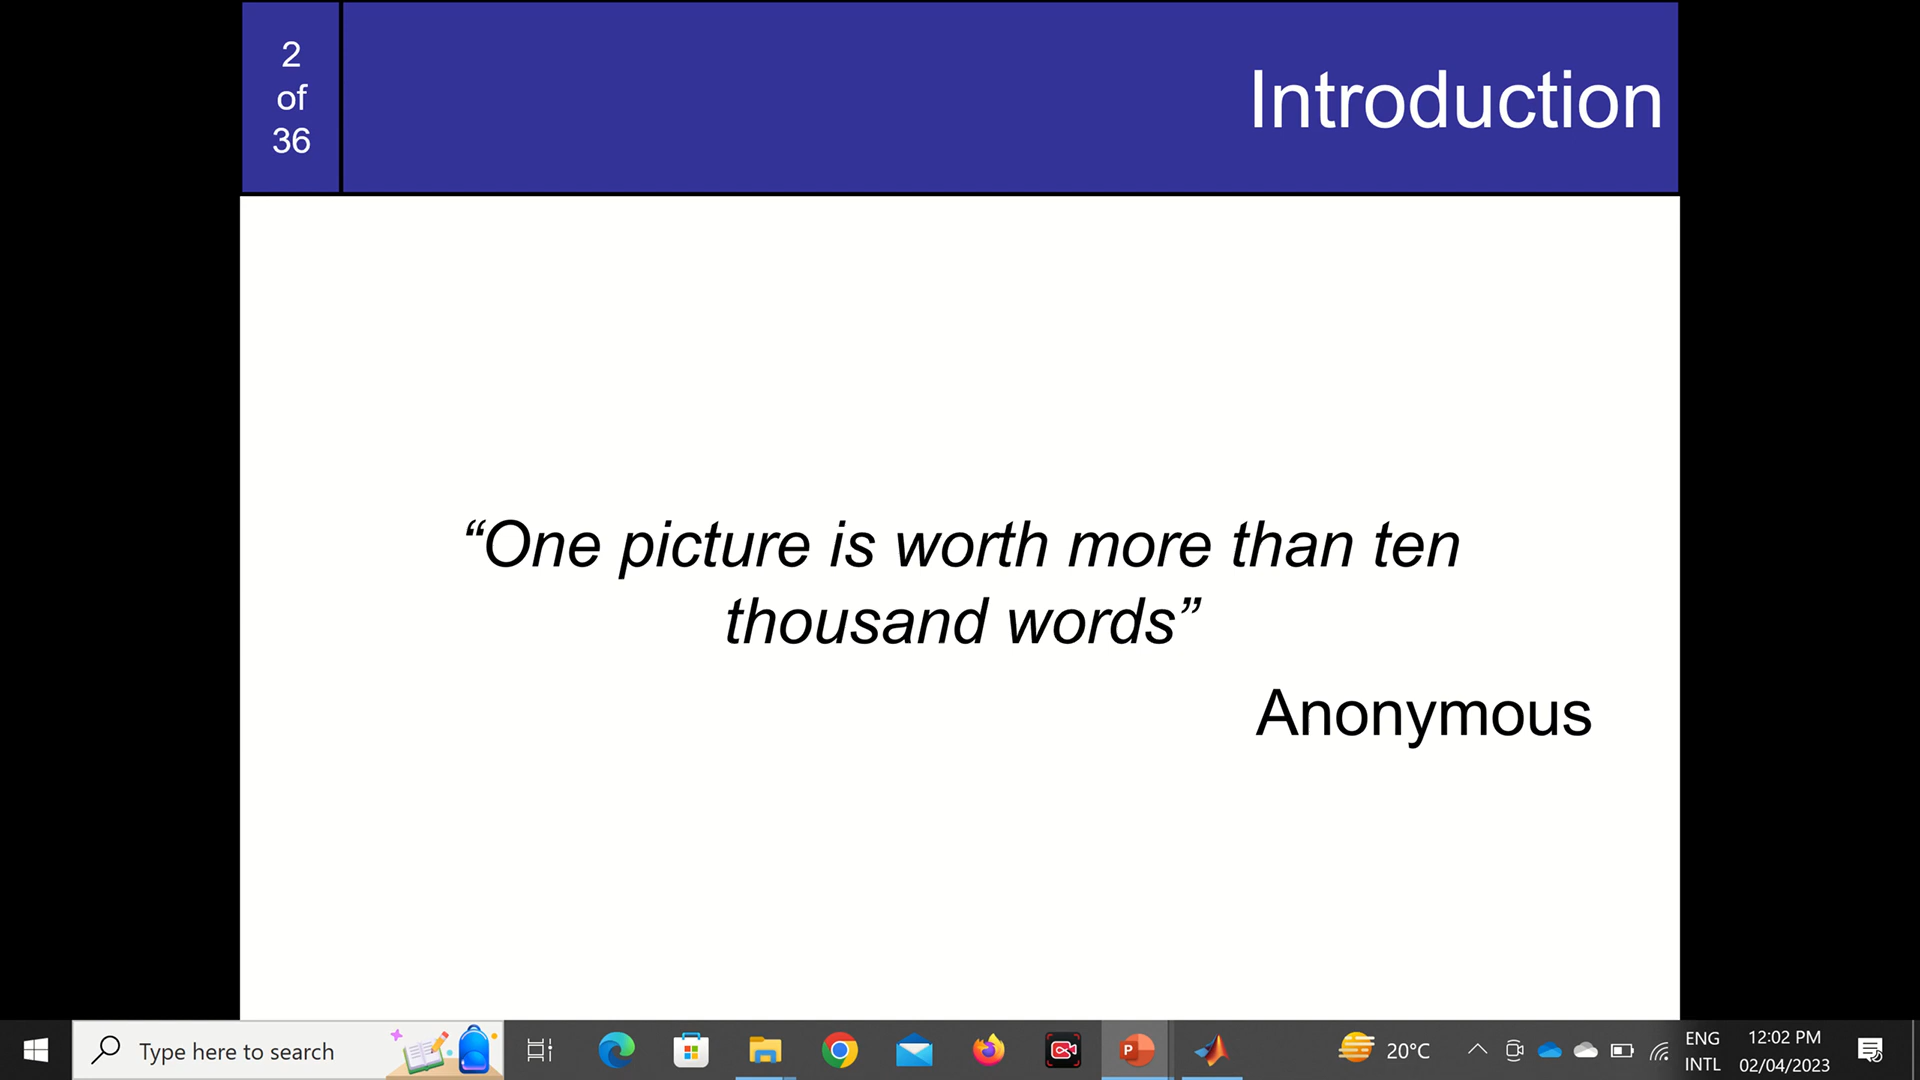 2
of
36
Introduction
“One picture is worth more than ten
thousand words”
Anonymous
Type here to search
20°C
ENG
INTL
12:02 PM
02/04/2023